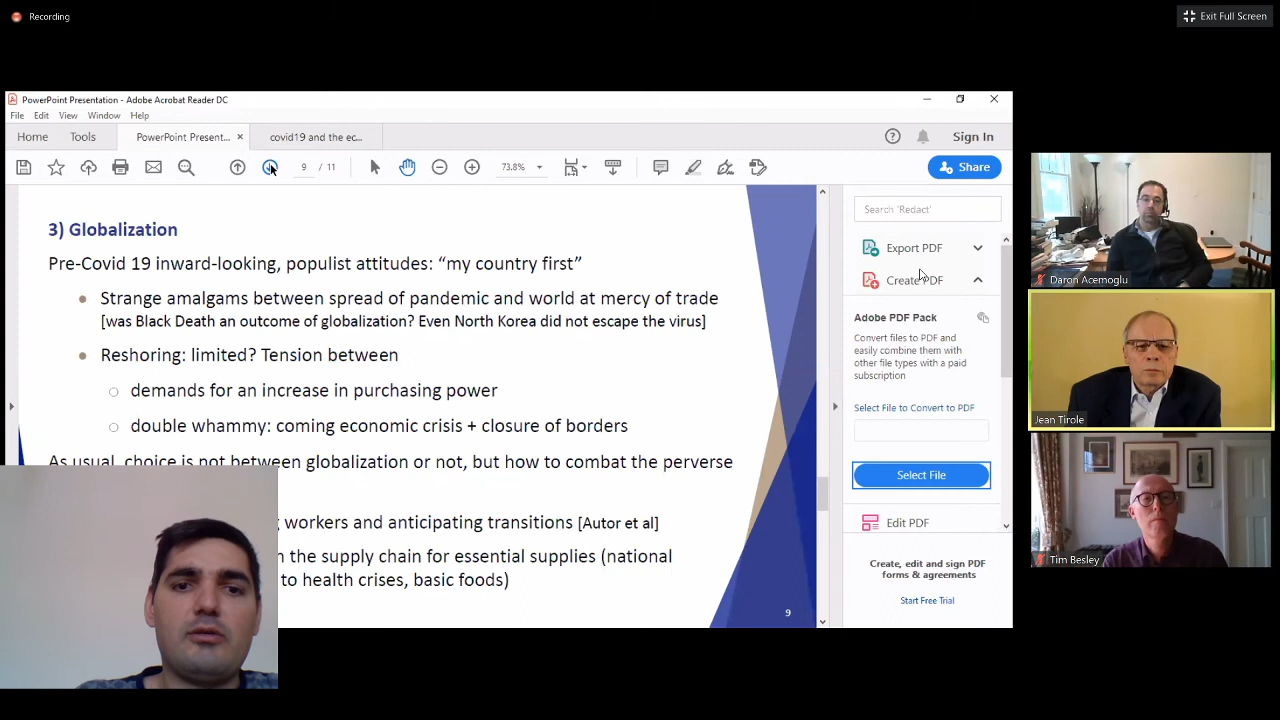 Recording
Exit Full Screen
PowerPoint Presentation - Adobe Acrobat Reader DC
File Edit View Window Help
Home Tools PowerPoint Present... × covid19 and the ec... Sign In
9 / 11 73.8% Share
3) Globalization
Pre-Covid 19 inward-looking, populist attitudes: “my country first”
Strange amalgams between spread of pandemic and world at mercy of trade
[was Black Death an outcome of globalization? Even North Korea did not escape the virus]
Reshoring: limited? Tension between
demands for an increase in purchasing power
double whammy: coming economic crisis + closure of borders
As usual, choice is not between globalization or not, but how to combat the perverse
workers and anticipating transitions [Autor et al]
the supply chain for essential supplies (national
to health crises, basic foods)
9
Search 'Redact'
Export PDF
Create PDF
Adobe PDF Pack
Convert files to PDF and
easily combine them with
other file types with a paid
subscription
Select File to Convert to PDF
Select File
Edit PDF
Create, edit and sign PDF
forms & agreements
Start Free Trial
Daron Acemoglu
Jean Tirole
Tim Besley